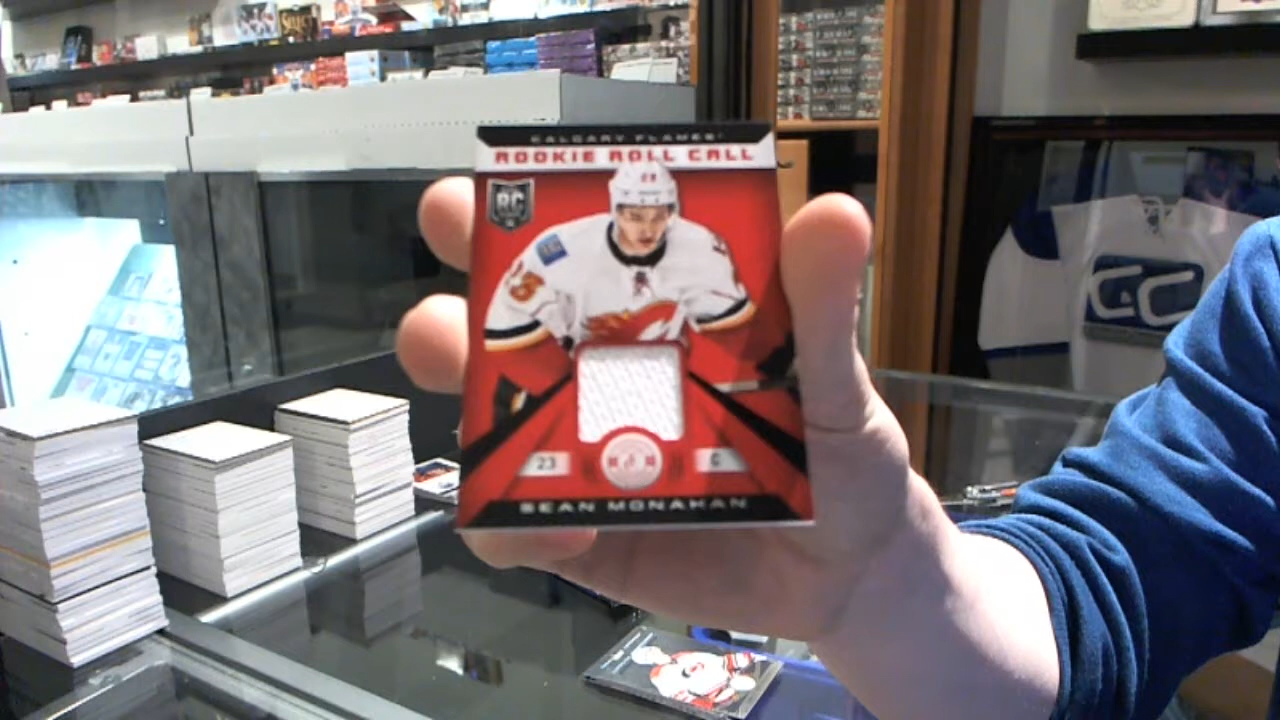 CALGARY FLAMES
ROOKIE ROLL CALL
RC
23
C
SEAN MONAHAN